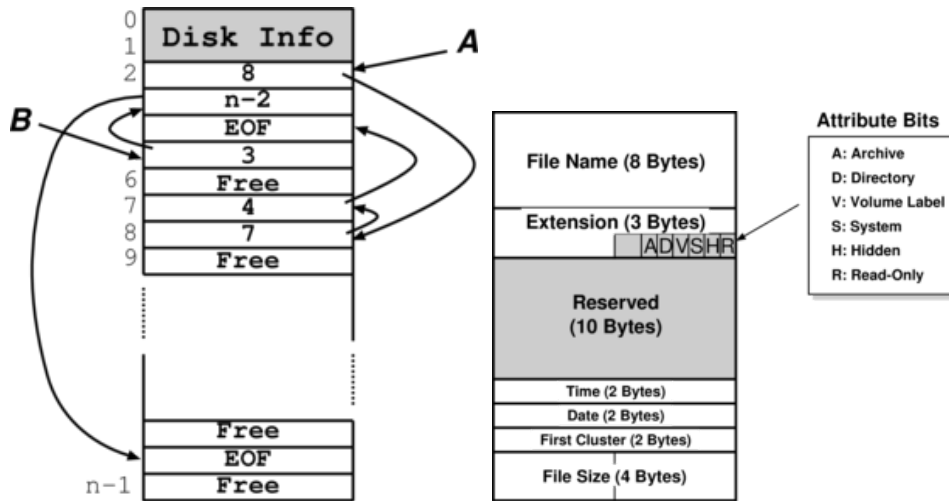 0
1
Disk Info
A
2
8
n-2
B
EOF
3
6
Free
7
4
8
7
9
Free
Free
EOF
n-1
Free
File Name (8 Bytes)
Extension (3 Bytes)
A D V S H R
Reserved
(10 Bytes)
Time (2 Bytes)
Date (2 Bytes)
First Cluster (2 Bytes)
File Size (4 Bytes)
Attribute Bits
A: Archive
D: Directory
V: Volume Label
S: System
H: Hidden
R: Read-Only